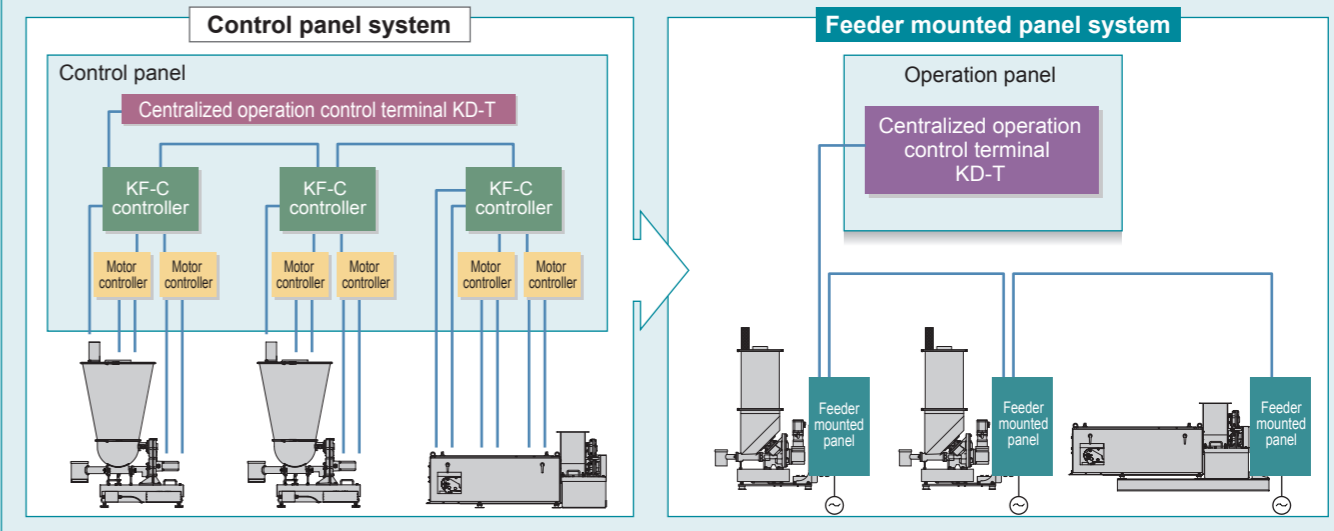 Control panel system
Control panel
Centralized operation control terminal KD-T
KF-C
controller
KF-C
controller
KF-C
controller
Motor
controller
Motor
controller
Motor
controller
Motor
controller
Motor
controller
Motor
controller
Feeder mounted panel system
Operation panel
Centralized operation
control terminal
KD-T
Feeder
mounted
panel
Feeder
mounted
panel
Feeder
mounted
panel